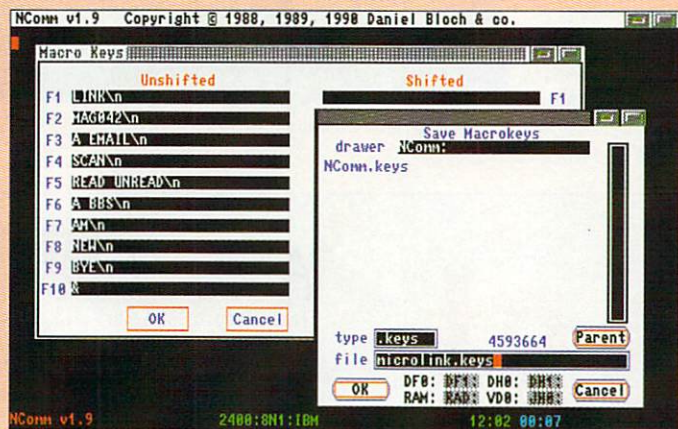 NComm v1.9 Copyright © 1988, 1989, 1990 Daniel Bloch & co.
Macro Keys
Unshifted Shifted
F1 LINK\n F1
F2 MAG042\n
F3 A EMAIL\n
F4 SCAN\n
F5 READ UNREAD\n
F6 A BBS\n
F7 AM\n
F8 NEW\n
F9 BYE\n
F10 &
OK Cancel
Save Macrokeys
drawer NComm:
NComm.keys
type .keys 4593664 Parent
file microlink.keys
OK DF0: DF1: DH0: DH1: Cancel
RAM: RAD: VD0: JH0:
NComm v1.9 2400:8N1:IBM 12:02 00:07